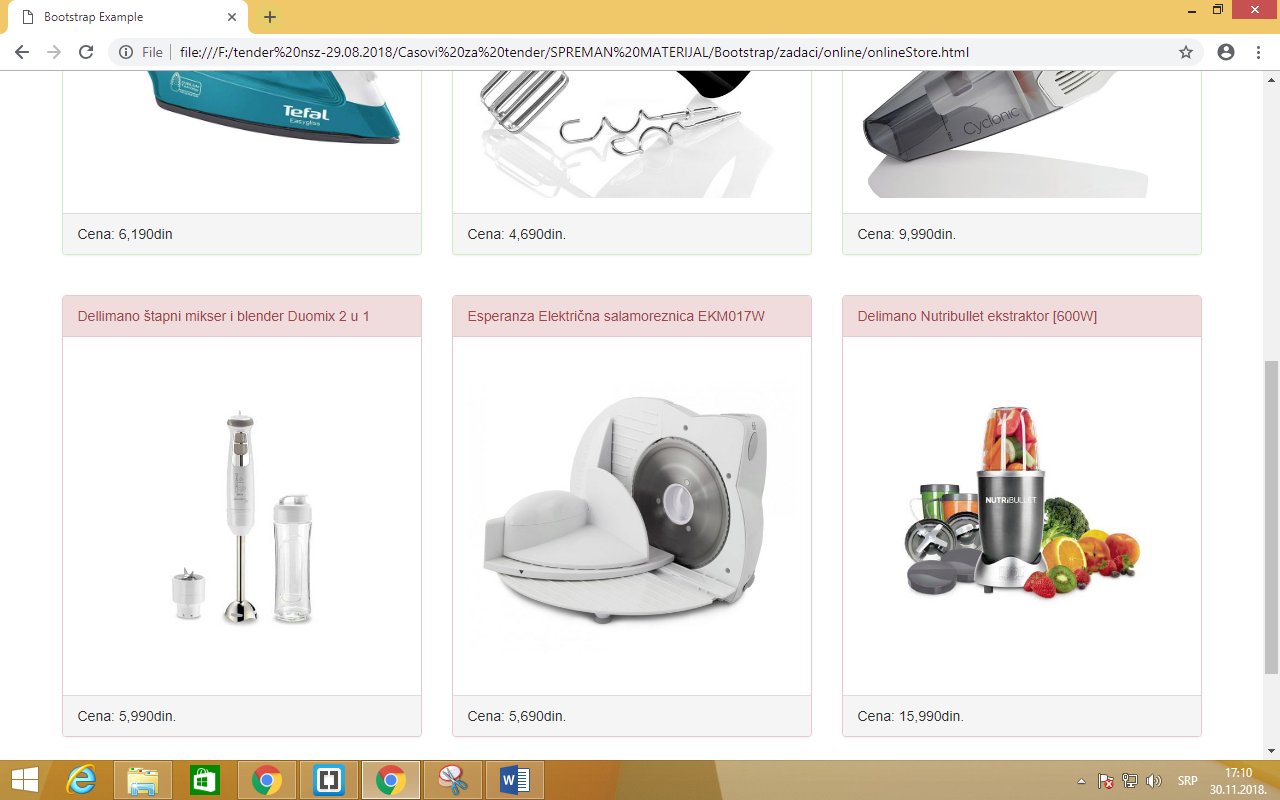 Bootstrap Example
File
file:///F:/tender%20nsz-29.08.2018/Casovi%20za%20tender/SPREMAN%20MATERIJAL/Bootstrap/zadaci/online/onlineStore.html
Tefal
Easygliss
Cyclonic
Cena: 6,190din
Cena: 4,690din.
Cena: 9,990din.
Dellimano štapni mikser i blender Duomix 2 u 1
Esperanza Električna salamoreznica EKM017W
Delimano Nutribullet ekstraktor [600W]
NUTRiBULLET
Cena: 5,990din.
Cena: 5,690din.
Cena: 15,990din.
SRP
17:10
30.11.2018.